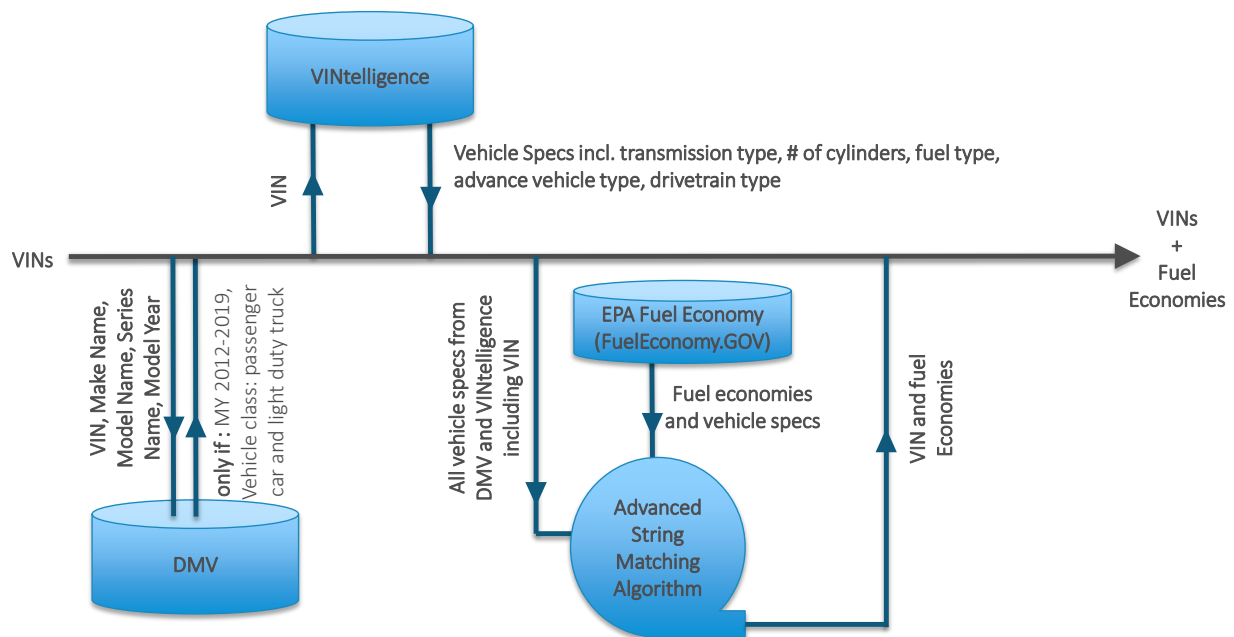 VINtelligence
VIN
Vehicle Specs incl. transmission type, # of cylinders, fuel type,
advance vehicle type, drivetrain type
VINs
VINs
+
Fuel
Economies
VIN, Make Name,
Model Name, Series
Name, Model Year
only if : MY 2012-2019,
Vehicle class: passenger
car and light duty truck
DMV
All vehicle specs from
DMV and VINtelligence
including VIN
EPA Fuel Economy
(FuelEconomy.GOV)
Fuel economies
and vehicle specs
Advanced
String
Matching
Algorithm
VIN and fuel
Economies